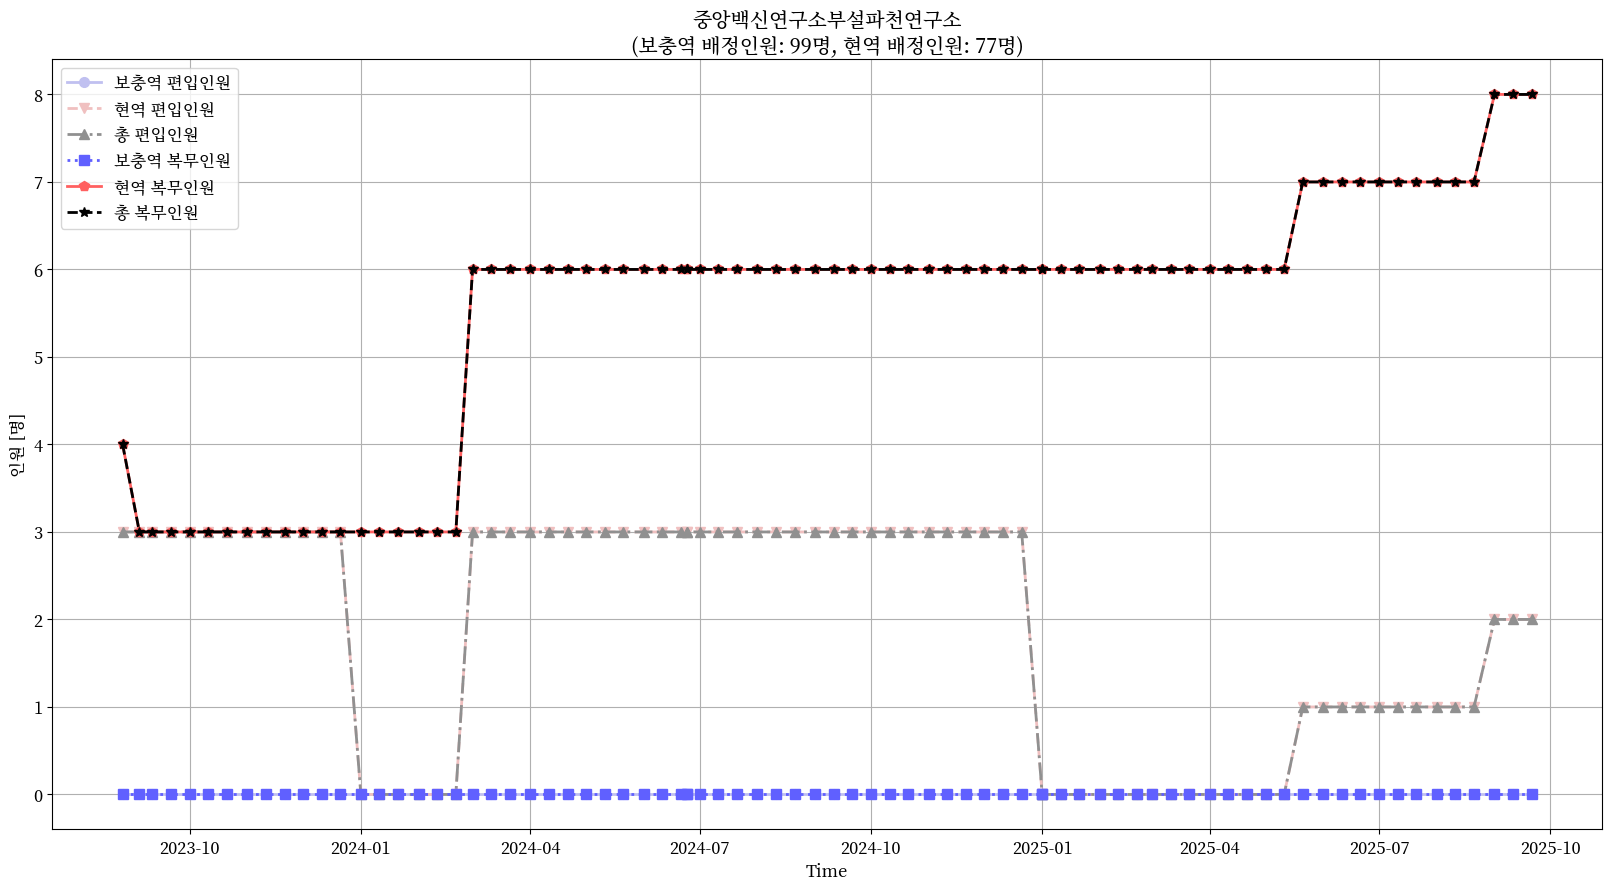 중앙백신연구소부설파천연구소
(보충역 배정인원: 99명, 현역 배정인원: 77명)
보충역 편입인원
현역 편입인원
총 편입인원
보충역 복무인원
현역 복무인원
총 복무인원
8
7
6
5
4
3
2
1
0
인원 [명]
2023-10
2024-01
2024-04
2024-07
2024-10
2025-01
2025-04
2025-07
2025-10
Time